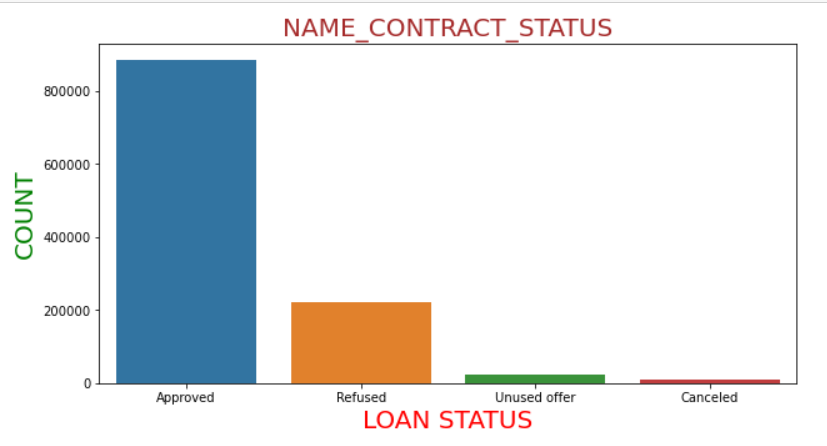 NAME_CONTRACT_STATUS
COUNT
800000
600000
400000
200000
0
Approved Refused Unused offer Canceled
LOAN STATUS